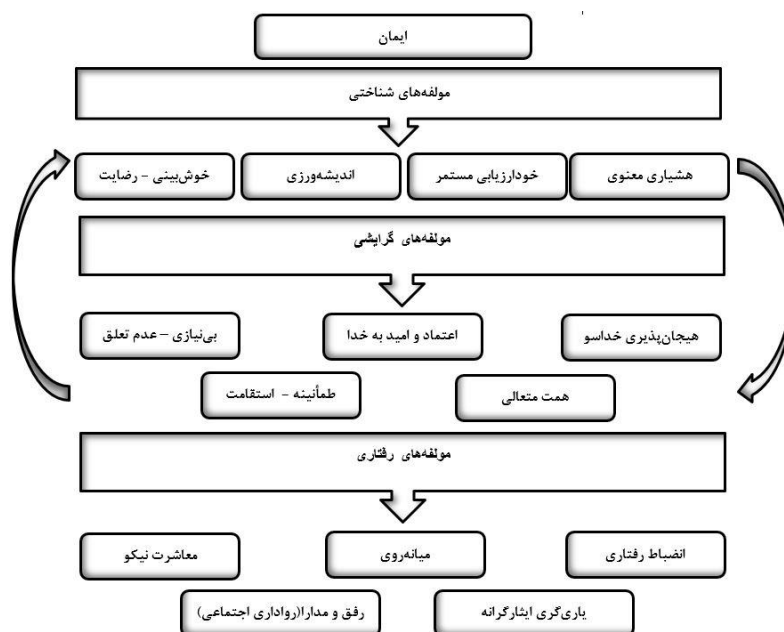 ایمان
مولفه‌های شناختی
هشیاری معنوی
خودارزیابی مستمر
اندیشه‌ورزی
خوش‌بینی - رضایت
مولفه‌های گرایشی
هیجان‌پذیری خداسو
اعتماد و امید به خدا
بی‌نیازی – عدم تعلق
همت متعالی
طمأنینه - استقامت
مولفه‌های رفتاری
انضباط رفتاری
میانه‌روی
معاشرت نیکو
یاری‌گری ایثارگرانه
رفق و مدارا(رواداری اجتماعی)